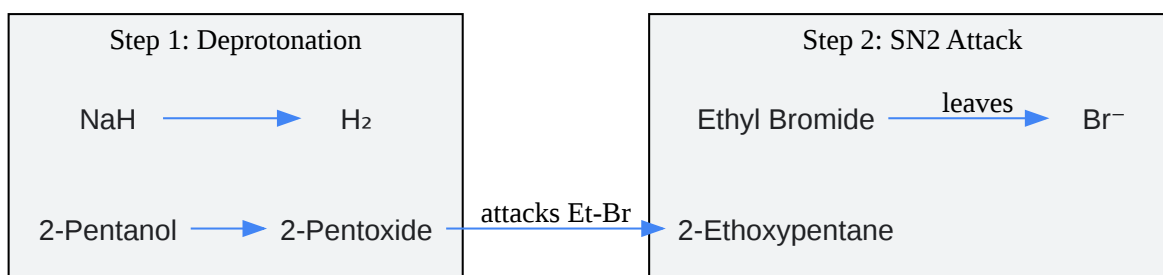 Step 1: Deprotonation
NaH
H₂
2-Pentanol
2-Pentoxide
attacks Et-Br
Step 2: SN2 Attack
Ethyl Bromide
leaves
Br⁻
2-Ethoxypentane